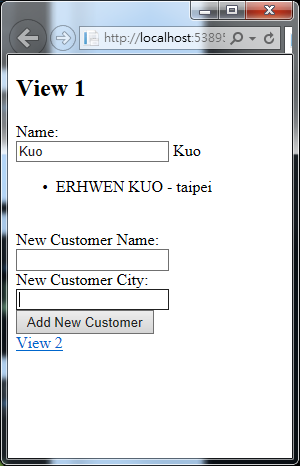 http://localhost:5389
View 1
Name:
Kuo Kuo
• ERHWEN KUO - taipei
New Customer Name:
New Customer City:
Add New Customer
View 2